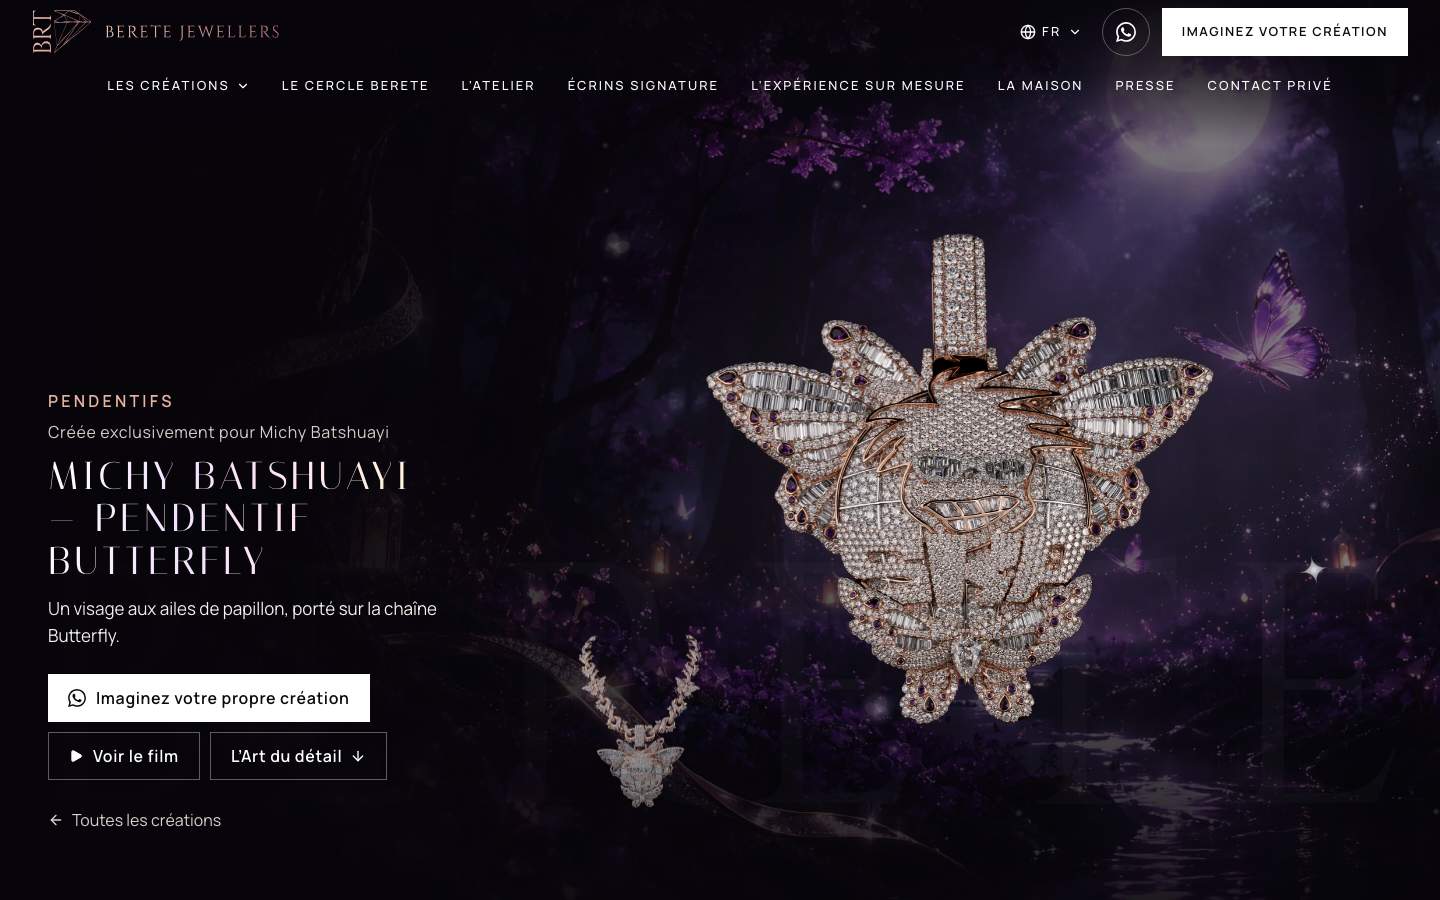 BRT
BERETE JEWELLERS
FR
IMAGINEZ VOTRE CRÉATION
LES CRÉATIONS
LE CERCLE BERETE
L'ATELIER
ÉCRINS SIGNATURE
L'EXPÉRIENCE SUR MESURE
LA MAISON
PRESSE
CONTACT PRIVÉ
PENDENTIFS
Créée exclusivement pour Michy Batshuayi
MICHY BATSHUAYI
— PENDENTIF
BUTTERFLY
Un visage aux ailes de papillon, porté sur la chaîne
Butterfly.
Imaginez votre propre création
Voir le film
L'Art du détail
Toutes les créations